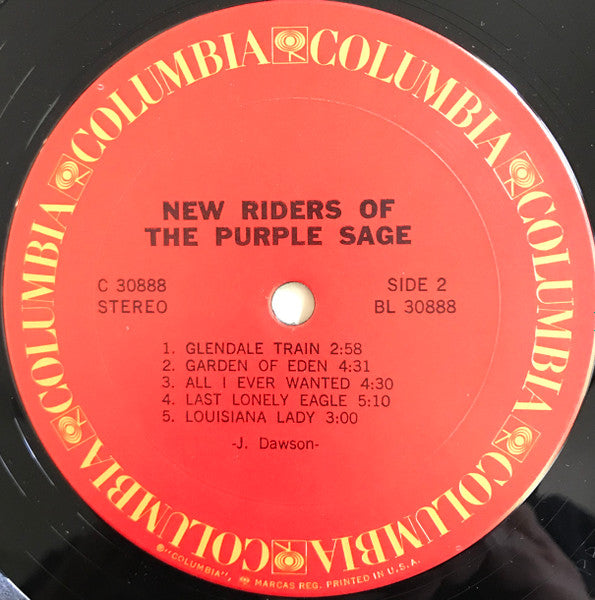 COLUMBIA COLUMBIA COLUMBIA COLUMBIA COLUMBIA COLUMBIA
NEW RIDERS OF
THE PURPLE SAGE
C 30888
STEREO
SIDE 2
BL 30888
1. GLENDALE TRAIN 2:58
2. GARDEN OF EDEN 4:31
3. ALL I EVER WANTED 4:30
4. LAST LONELY EAGLE 5:10
5. LOUISIANA LADY 3:00
-J. Dawson-
℗ "COLUMBIA", MARCAS REG. PRINTED IN U.S.A.